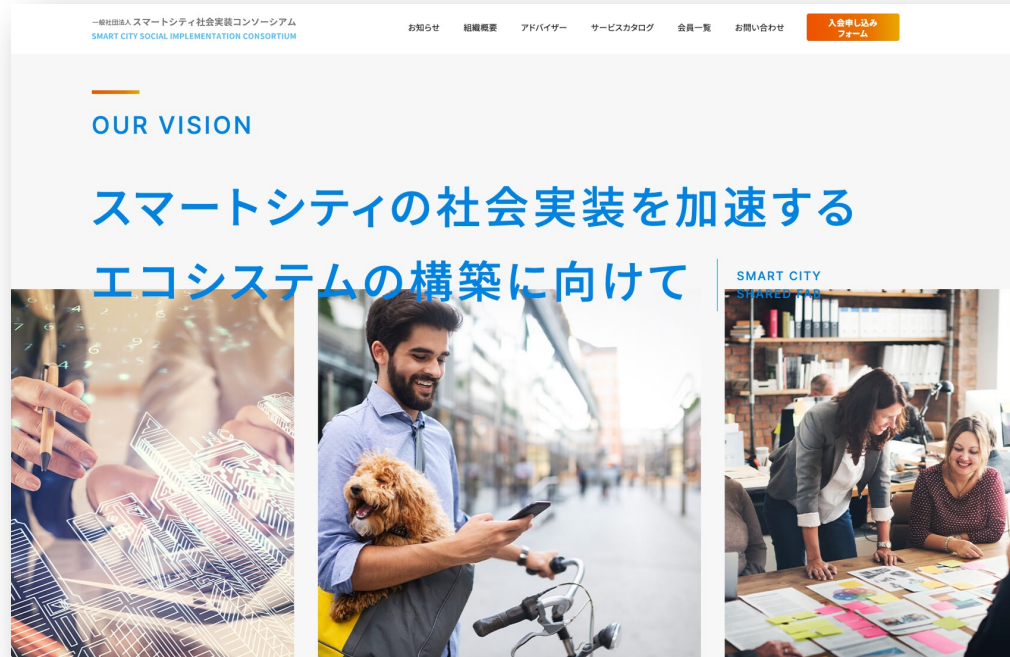 一般社団法人 スマートシティ社会実装コンソーシアム
SMART CITY SOCIAL IMPLEMENTATION CONSORTIUM
お知らせ 組織概要 アドバイザー サービスカタログ 会員一覧 お問い合わせ
入会申し込み
フォーム
OUR VISION
スマートシティの社会実装を加速する
エコシステムの構築に向けて
SMART CITY
SHARED FAB